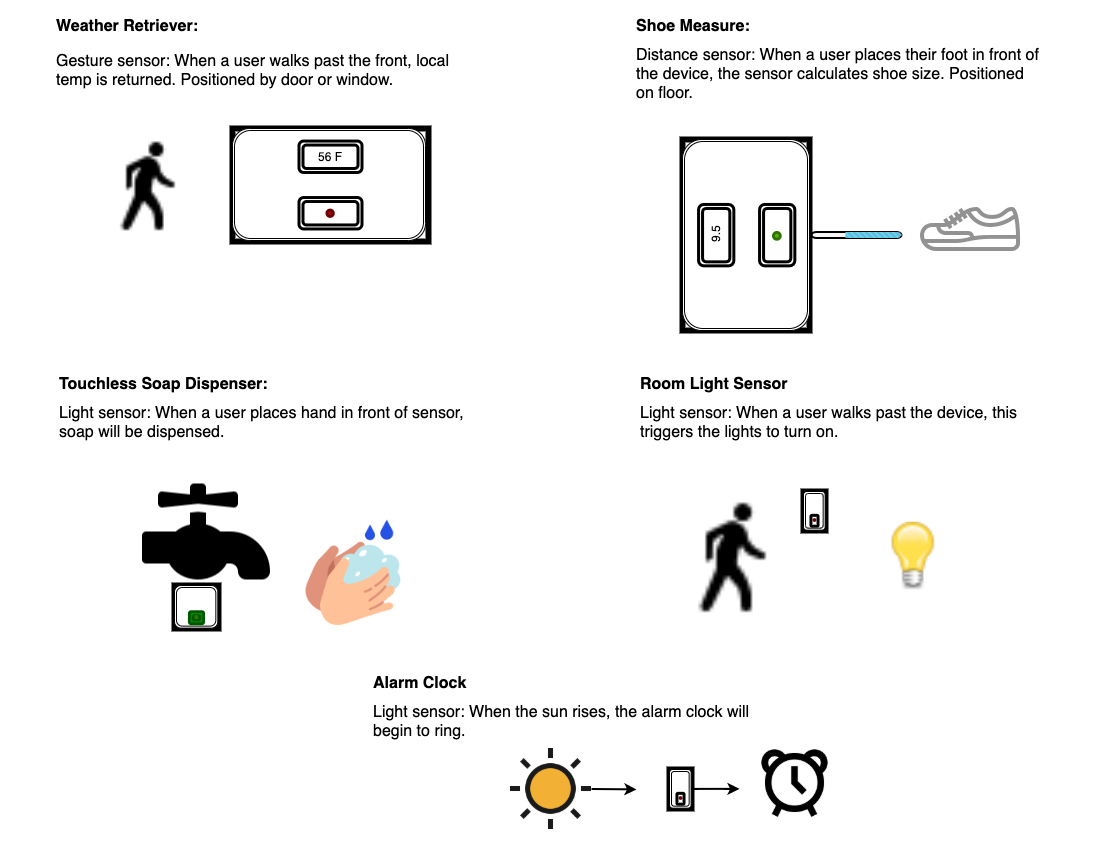 Weather Retriever:
Gesture sensor: When a user walks past the front, local
temp is returned. Positioned by door or window.
56 F
Shoe Measure:
Distance sensor: When a user places their foot in front of
the device, the sensor calculates shoe size. Positioned
on floor.
9.5
Touchless Soap Dispenser:
Light sensor: When a user places hand in front of sensor,
soap will be dispensed.
Room Light Sensor
Light sensor: When a user walks past the device, this
triggers the lights to turn on.
Alarm Clock
Light sensor: When the sun rises, the alarm clock will
begin to ring.